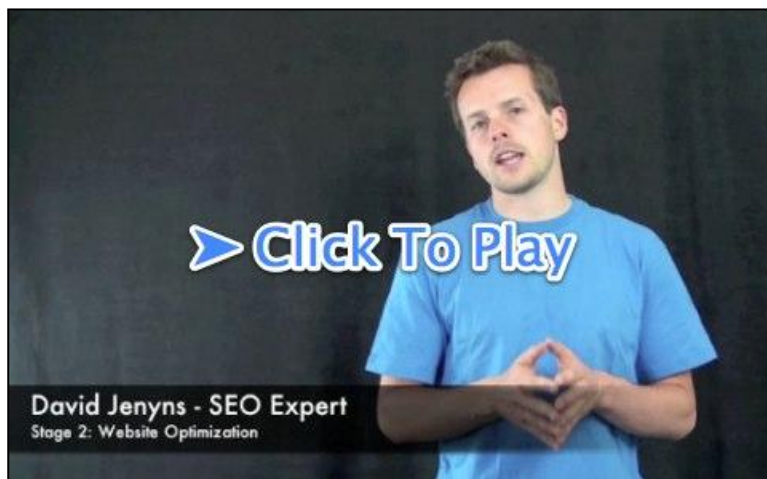 Click To Play
David Jenyns - SEO Expert
Stage 2: Website Optimization